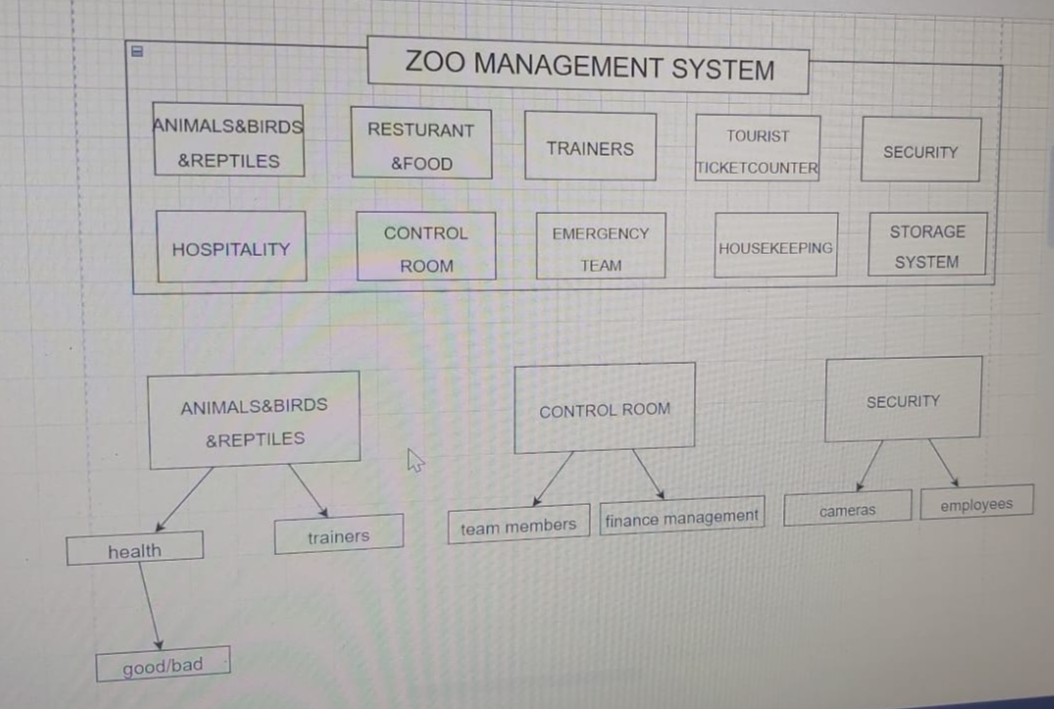 ZOO MANAGEMENT SYSTEM
ANIMALS&BIRDS
&REPTILES
RESTURANT
&FOOD
TRAINERS
TOURIST
TICKETCOUNTER
SECURITY
HOSPITALITY
CONTROL
ROOM
EMERGENCY
TEAM
HOUSEKEEPING
STORAGE
SYSTEM
ANIMALS&BIRDS
&REPTILES
CONTROL ROOM
SECURITY
health
trainers
team members
finance management
cameras
employees
good/bad